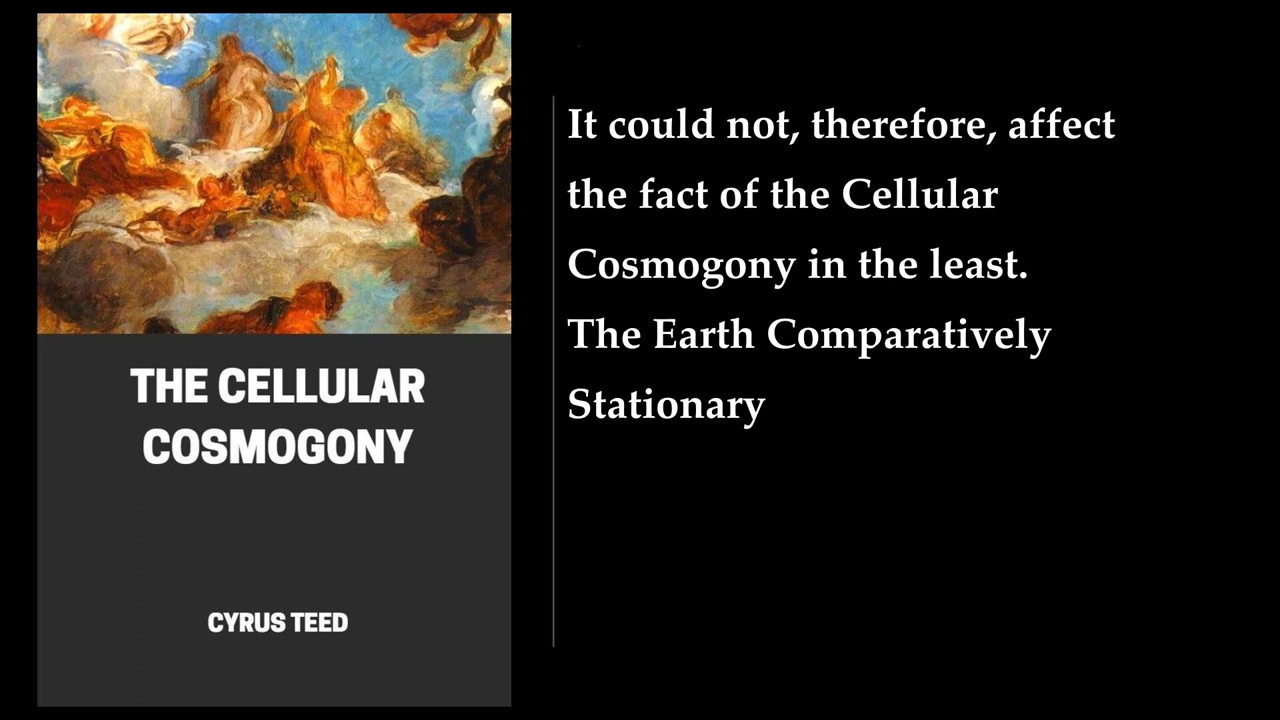 THE CELLULAR
COSMOGONY
CYRUS TEED
It could not, therefore, affect
the fact of the Cellular
Cosmogony in the least.
The Earth Comparatively
Stationary